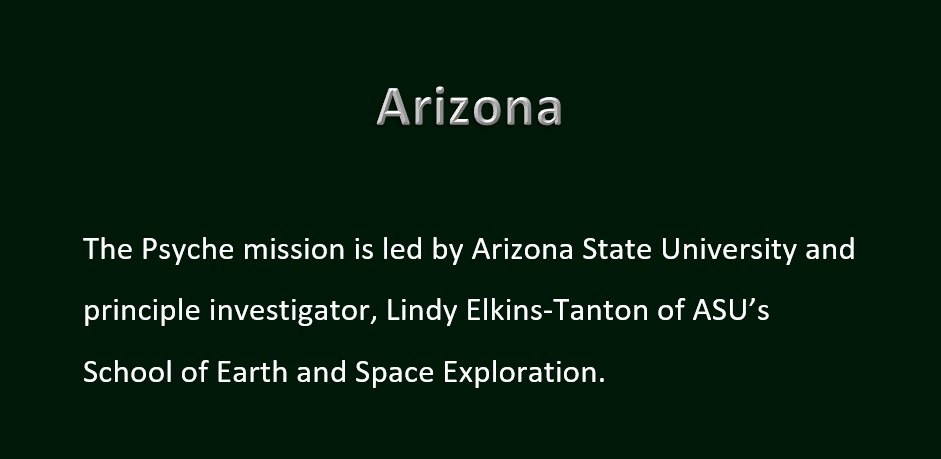 Arizona
The Psyche mission is led by Arizona State University and
principle investigator, Lindy Elkins-Tanton of ASU’s
School of Earth and Space Exploration.